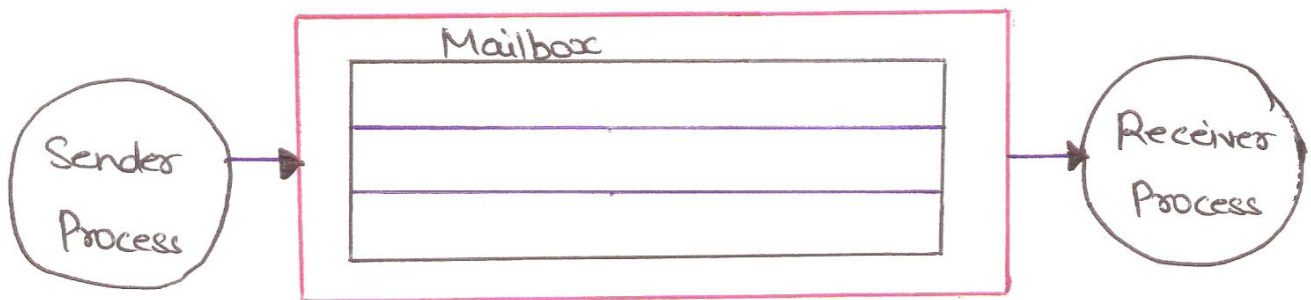 Mailbox
Sender
Process
Receiver
Process